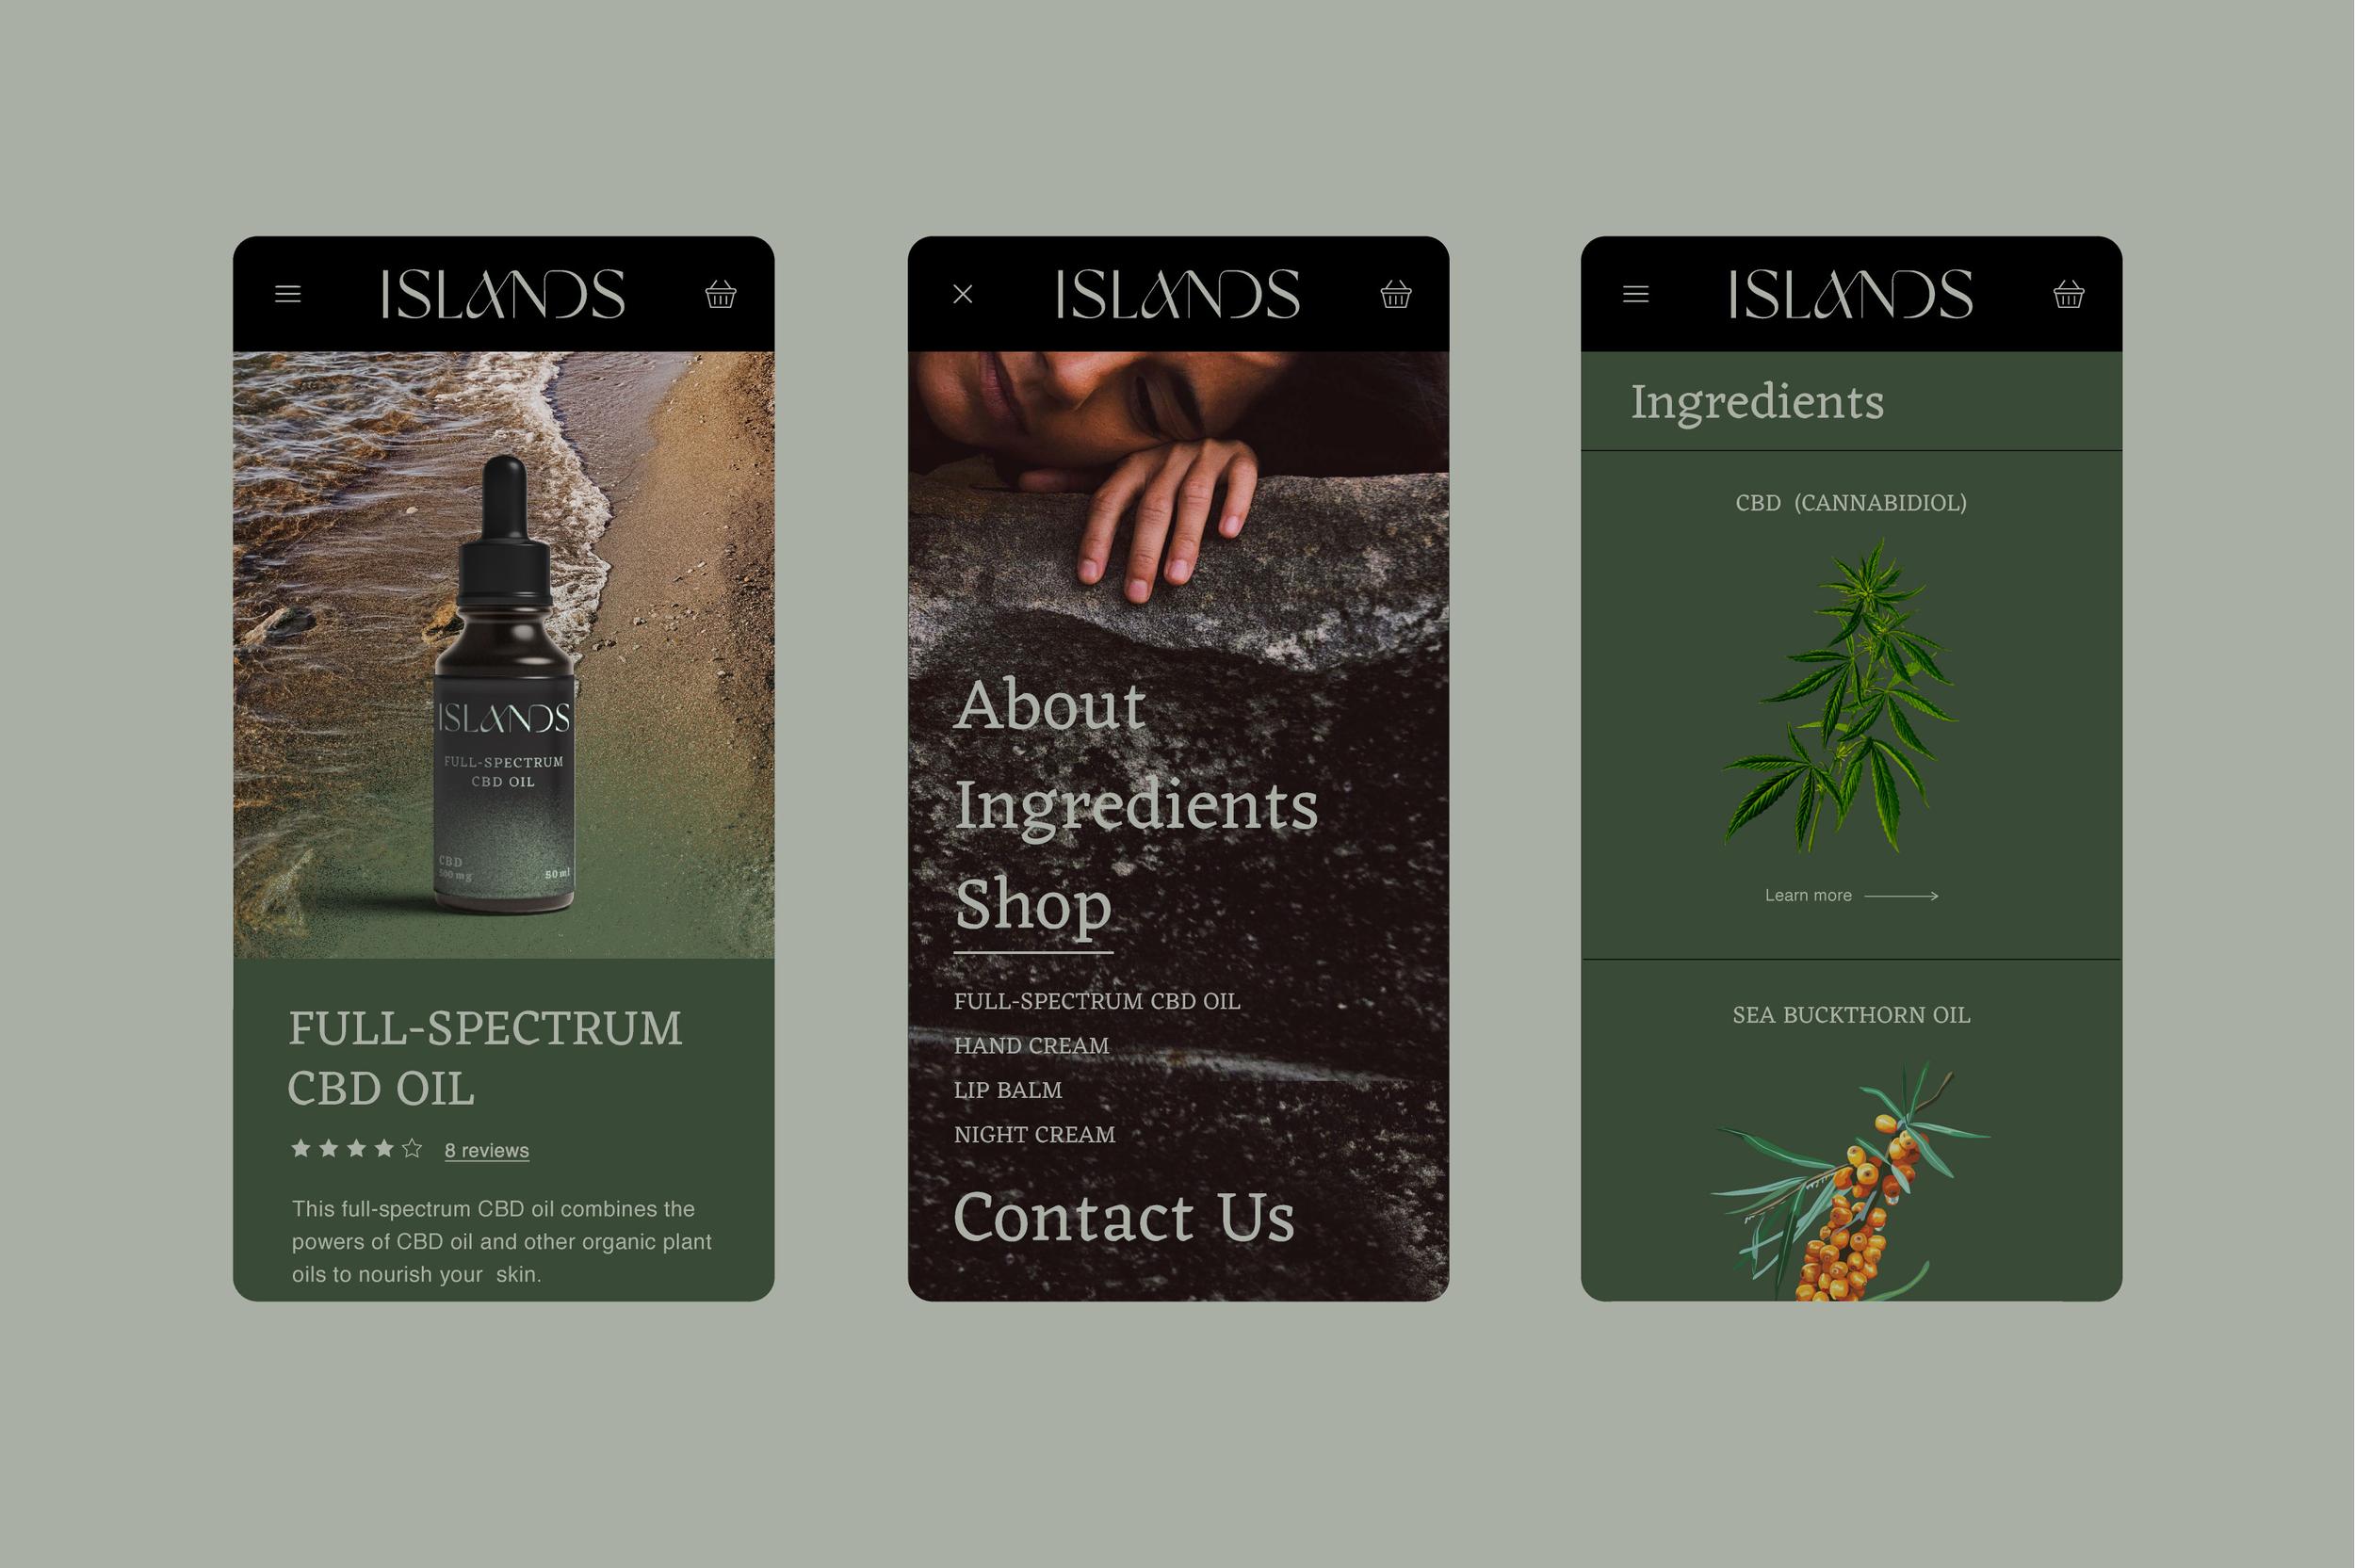 ISLANDS
ISLANDS
FULL-SPECTRUM
CBD OIL
CBD
500 mg
50 ml
FULL-SPECTRUM
CBD OIL
8 reviews
This full-spectrum CBD oil combines the
powers of CBD oil and other organic plant
oils to nourish your  skin.
ISLANDS
About
Ingredients
Shop
FULL-SPECTRUM CBD OIL
HAND CREAM
LIP BALM
NIGHT CREAM
Contact Us
ISLANDS
Ingredients
CBD  (CANNABIDIOL)
Learn more
SEA BUCKTHORN OIL